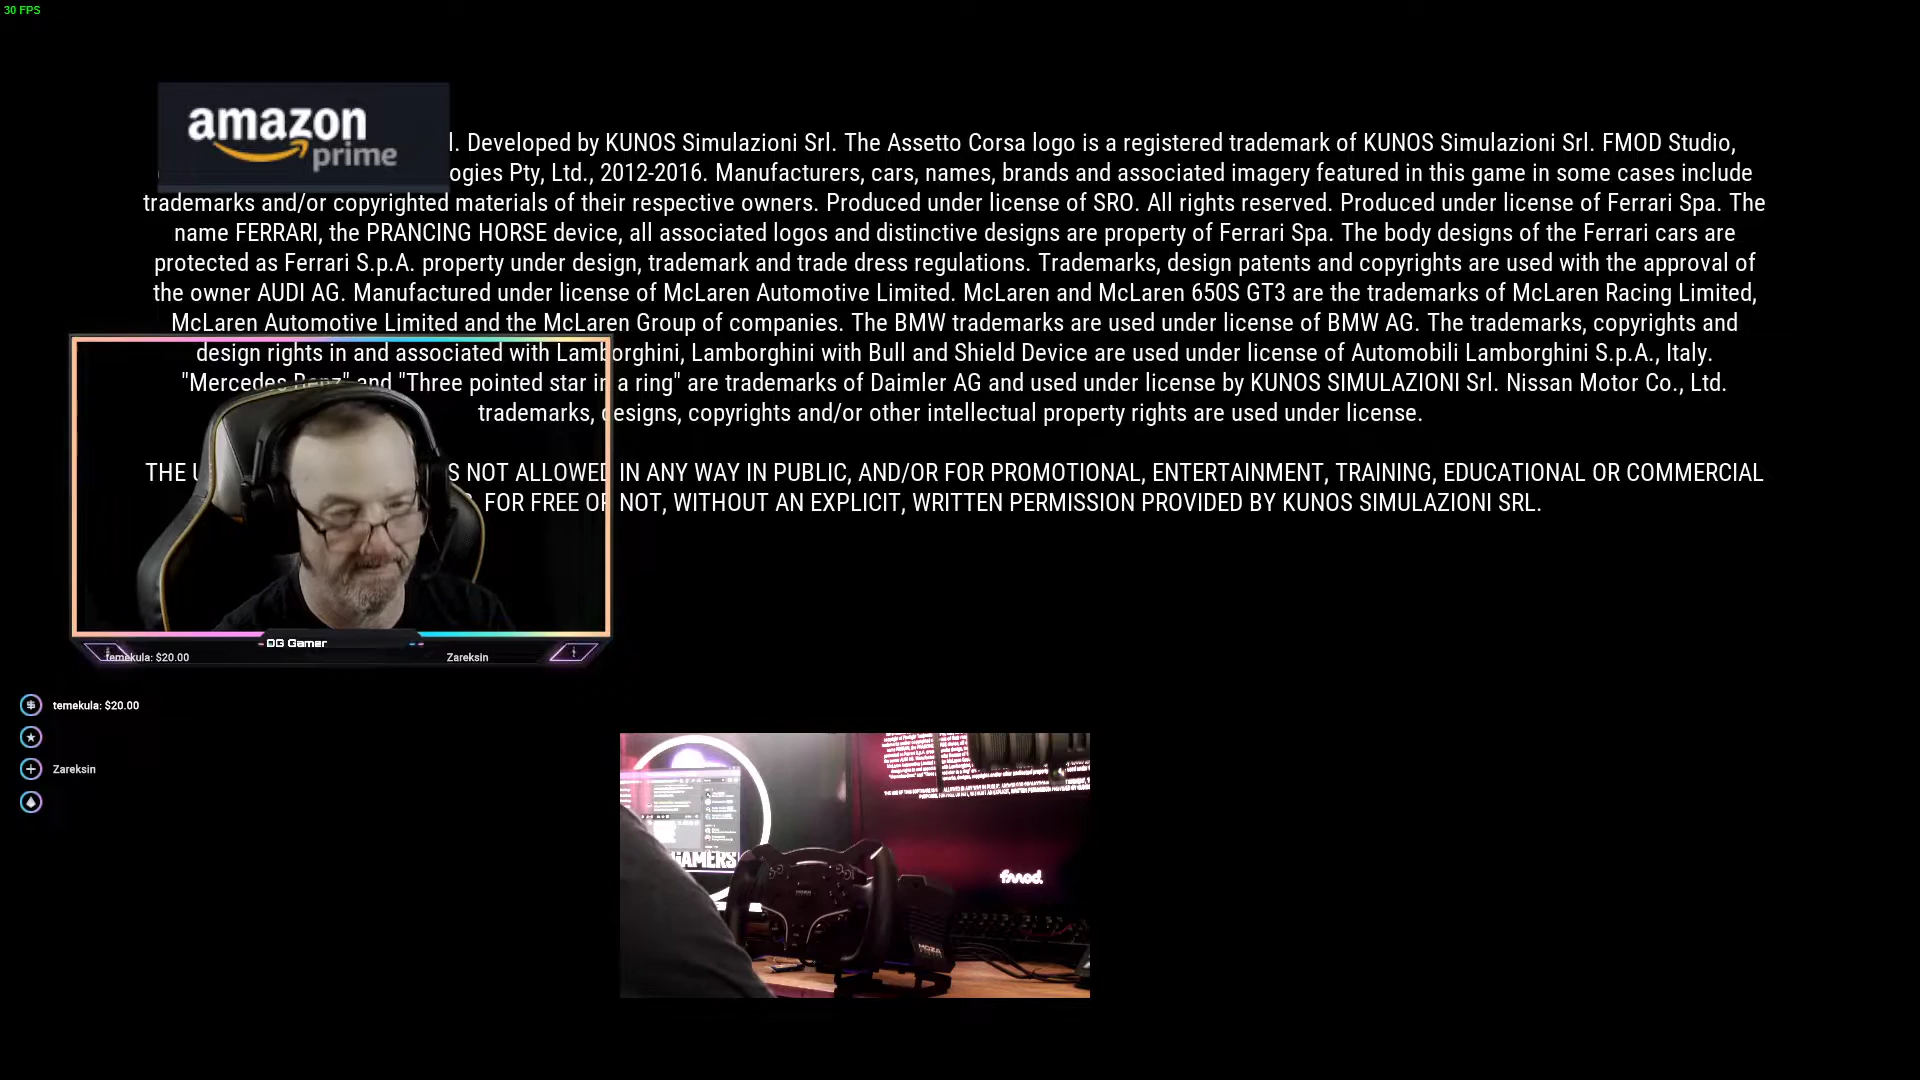 30 FPS
amazon
prime
l. Developed by KUNOS Simulazioni Srl. The Assetto Corsa logo is a registered trademark of KUNOS Simulazioni Srl. FMOD Studio,
ogies Pty, Ltd., 2012-2016. Manufacturers, cars, names, brands and associated imagery featured in this game in some cases include
trademarks and/or copyrighted materials of their respective owners. Produced under license of SRO. All rights reserved. Produced under license of Ferrari Spa. The
name FERRARI, the PRANCING HORSE device, all associated logos and distinctive designs are property of Ferrari Spa. The body designs of the Ferrari cars are
protected as Ferrari S.p.A. property under design, trademark and trade dress regulations. Trademarks, design patents and copyrights are used with the approval of
the owner AUDI AG. Manufactured under license of McLaren Automotive Limited. McLaren and McLaren 650S GT3 are the trademarks of McLaren Racing Limited,
McLaren Automotive Limited and the McLaren Group of companies. The BMW trademarks are used under license of BMW AG. The trademarks, copyrights and
design rights in and associated with Lamborghini, Lamborghini with Bull and Shield Device are used under license of Automobili Lamborghini S.p.A., Italy.
"Mercedes Benz" and "Three pointed star in a ring" are trademarks of Daimler AG and used under license by KUNOS SIMULAZIONI Srl. Nissan Motor Co., Ltd.
trademarks, designs, copyrights and/or other intellectual property rights are used under license.
THE U S NOT ALLOWED IN ANY WAY IN PUBLIC, AND/OR FOR PROMOTIONAL, ENTERTAINMENT, TRAINING, EDUCATIONAL OR COMMERCIAL
FOR FREE OR NOT, WITHOUT AN EXPLICIT, WRITTEN PERMISSION PROVIDED BY KUNOS SIMULAZIONI SRL.
OG Gamer
temekula: $20.00
Zareksin
temekula: $20.00
Zareksin
GAMERS
fmod.
MOZA